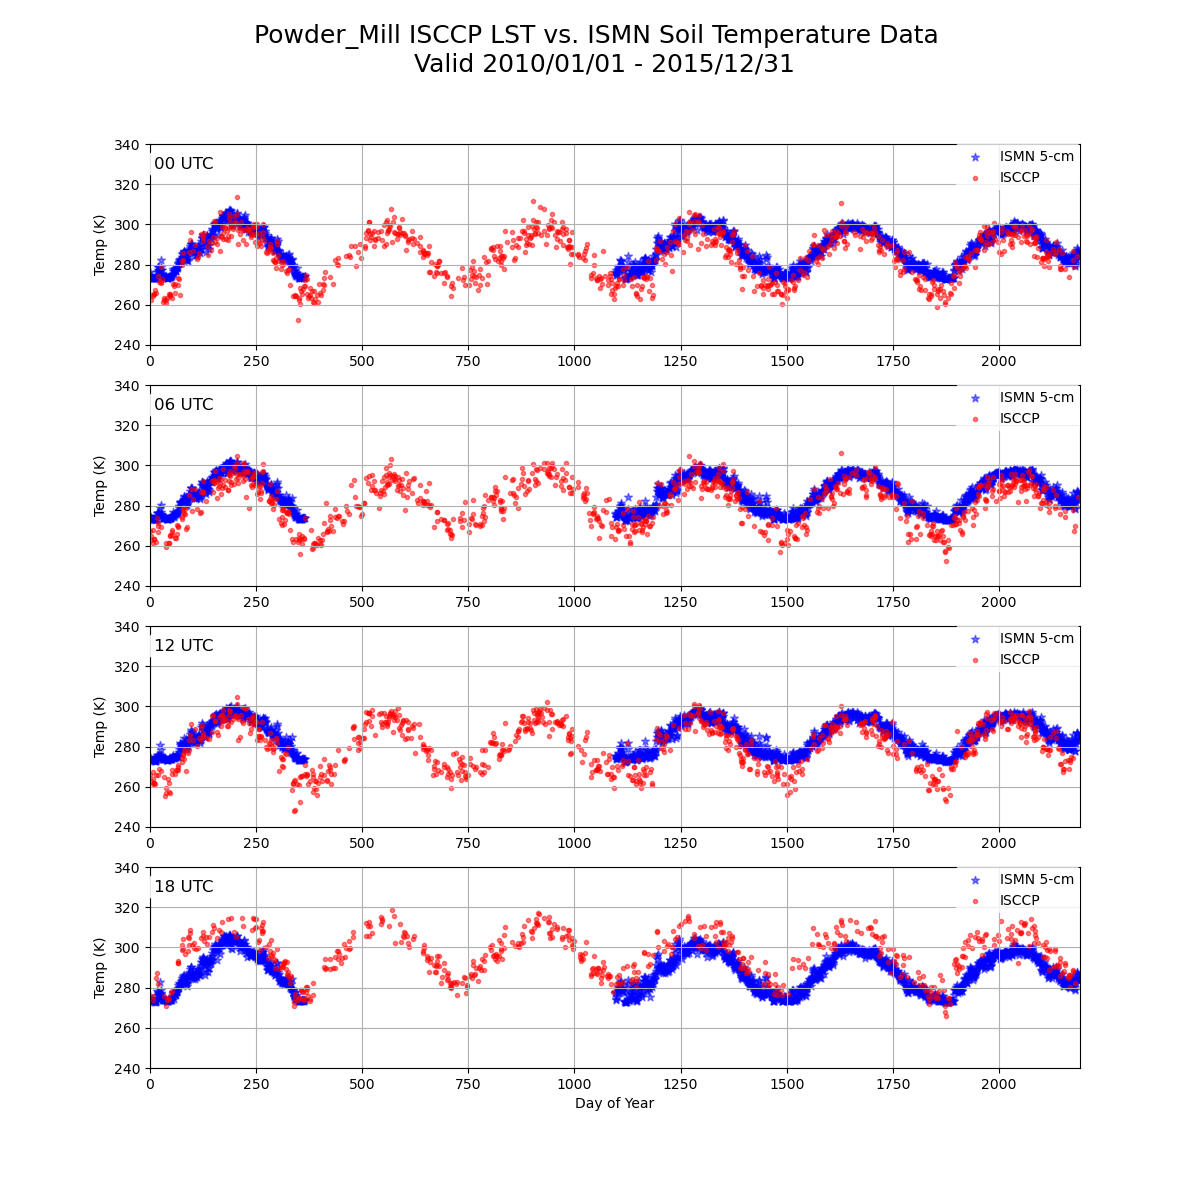 Powder_Mill ISCCP LST vs. ISMN Soil Temperature Data
Valid 2010/01/01 - 2015/12/31
340
320
300
280
260
240
Temp (K)
00 UTC
ISMN 5-cm
ISCCP
0 250 500 750 1000 1250 1500 1750 2000
340
320
300
280
260
240
Temp (K)
06 UTC
ISMN 5-cm
ISCCP
0 250 500 750 1000 1250 1500 1750 2000
340
320
300
280
260
240
Temp (K)
12 UTC
ISMN 5-cm
ISCCP
0 250 500 750 1000 1250 1500 1750 2000
340
320
300
280
260
240
Temp (K)
18 UTC
ISMN 5-cm
ISCCP
0 250 500 750 1000 1250 1500 1750 2000
Day of Year